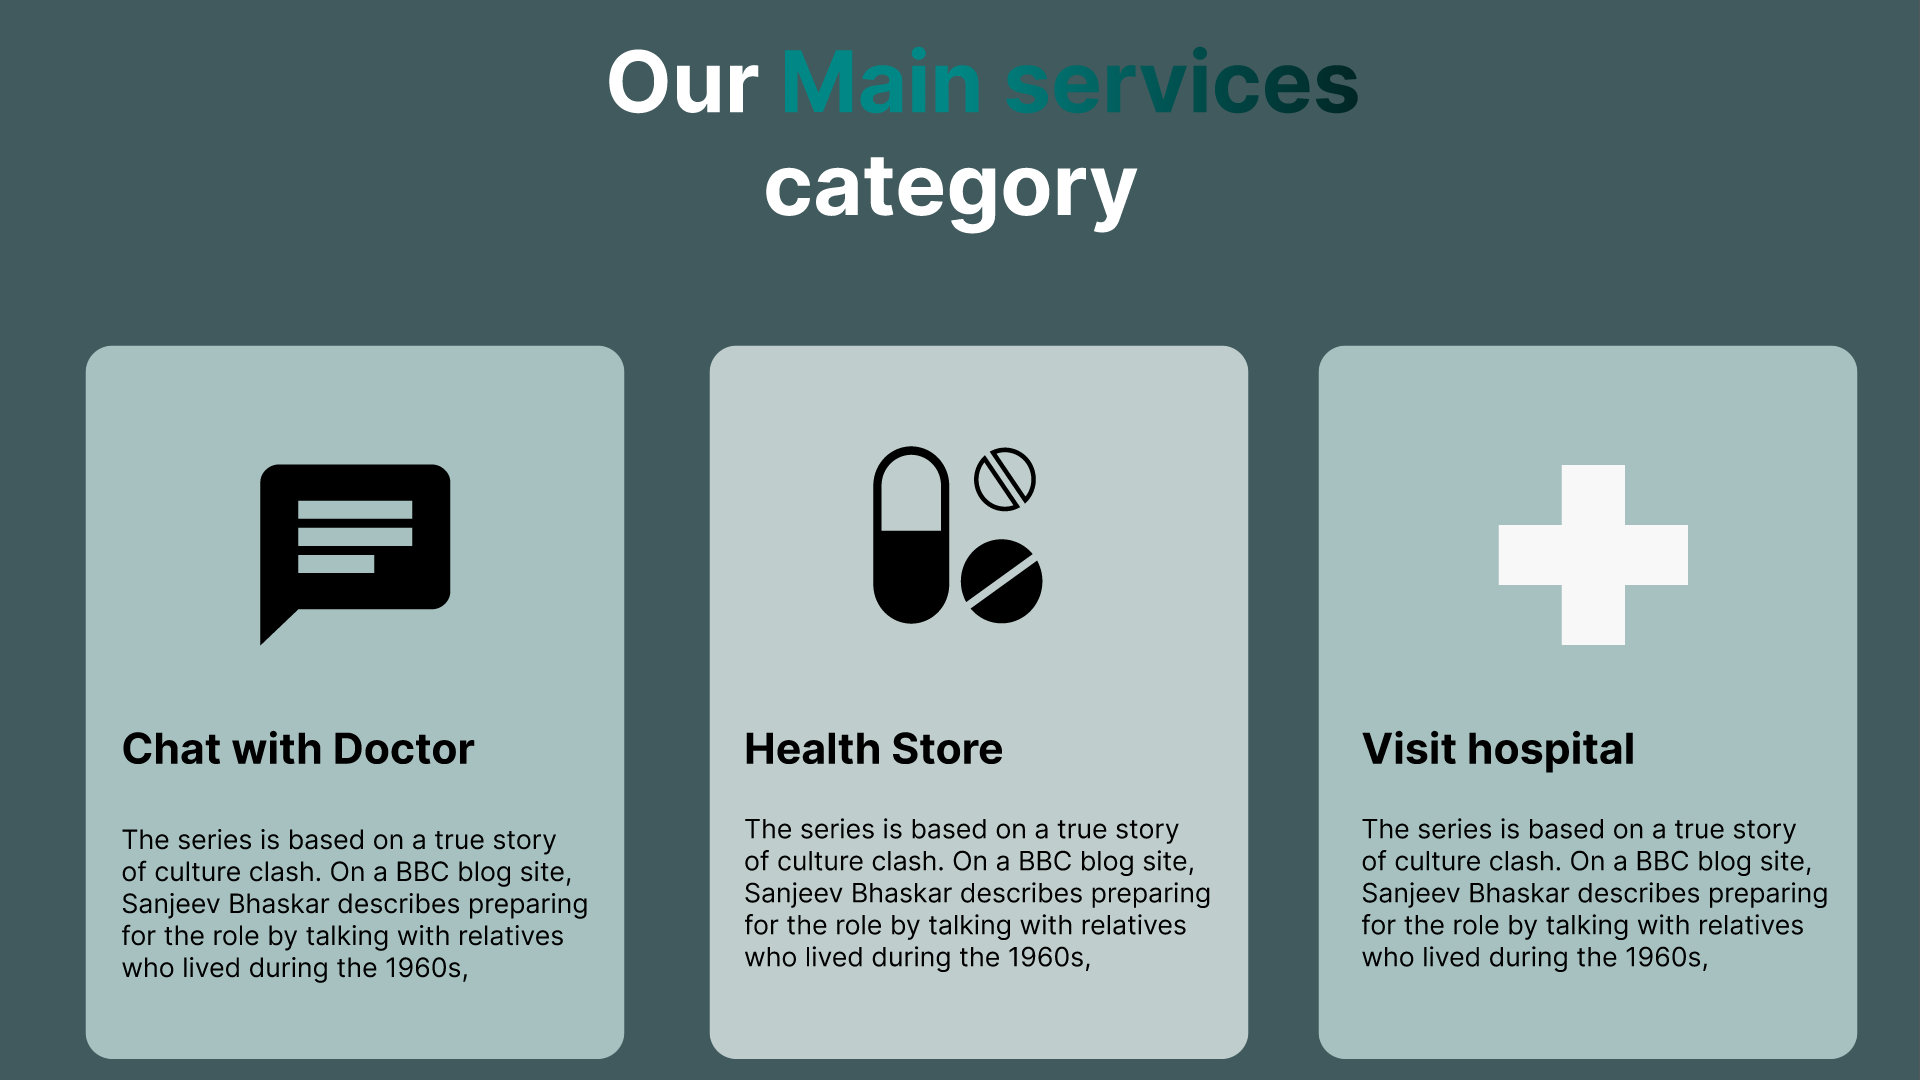 Our Main services
category
Chat with Doctor
The series is based on a true story
of culture clash. On a BBC blog site,
Sanjeev Bhaskar describes preparing
for the role by talking with relatives
who lived during the 1960s,
Health Store
The series is based on a true story
of culture clash. On a BBC blog site,
Sanjeev Bhaskar describes preparing
for the role by talking with relatives
who lived during the 1960s,
Visit hospital
The series is based on a true story
of culture clash. On a BBC blog site,
Sanjeev Bhaskar describes preparing
for the role by talking with relatives
who lived during the 1960s,